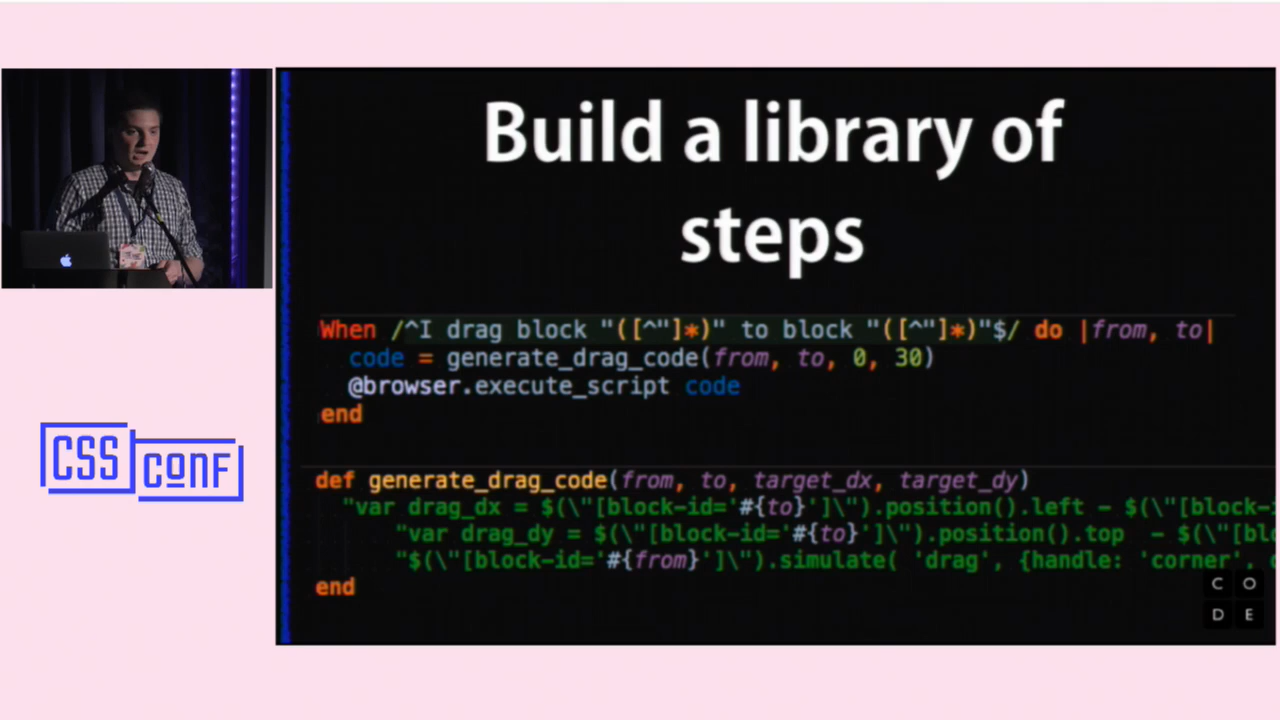 Build a library of
steps
When /^I drag block "([^"]*)" to block "([^"]*)"$/ do |from, to|
code = generate_drag_code(from, to, 0, 30)
@browser.execute_script code
end
def generate_drag_code(from, to, target_dx, target_dy)
"var drag_dx = $(\"[block-id='#{to}']\").position().left - $(\"[block-
"var drag_dy = $(\"[block-id='#{to}']\").position().top  - $(\"[blo
"$(\"[block-id='#{from}']\").simulate( 'drag', {handle: 'corner',
end
CSS
CONF
C O
D E